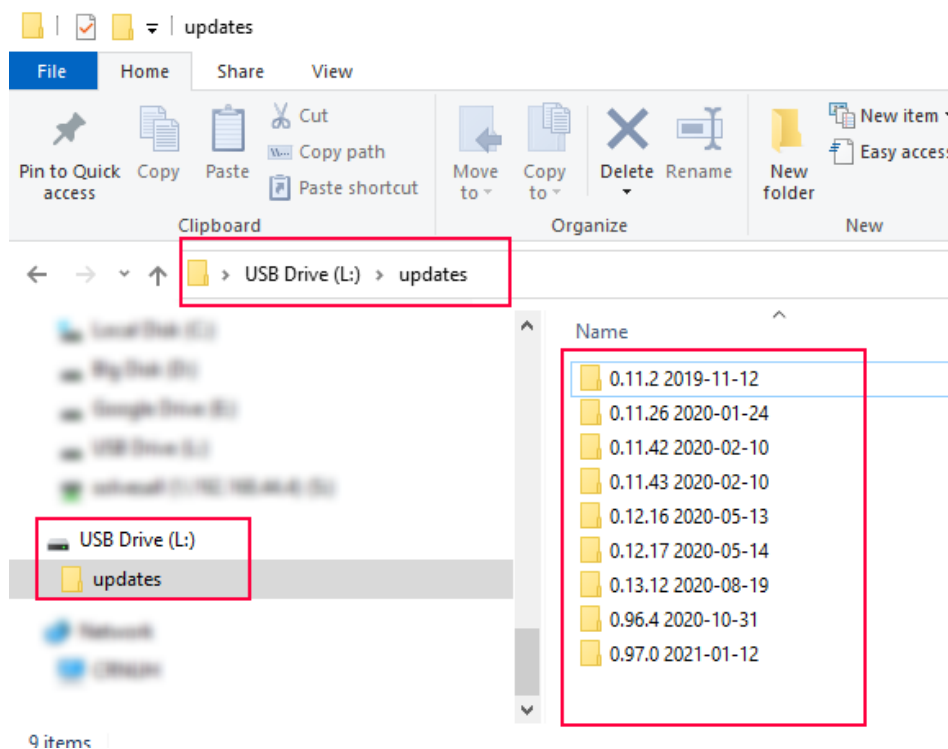 updates
File Home Share View
Pin to Quick access
Copy
Paste
Cut
Copy path
Paste shortcut
Clipboard
Move to
Copy to
Delete
Rename
Organize
New folder
New item
Easy access
New
USB Drive (L:) > updates
USB Drive (L:)
updates
Name
0.11.2 2019-11-12
0.11.26 2020-01-24
0.11.42 2020-02-10
0.11.43 2020-02-10
0.12.16 2020-05-13
0.12.17 2020-05-14
0.13.12 2020-08-19
0.96.4 2020-10-31
0.97.0 2021-01-12
9 items